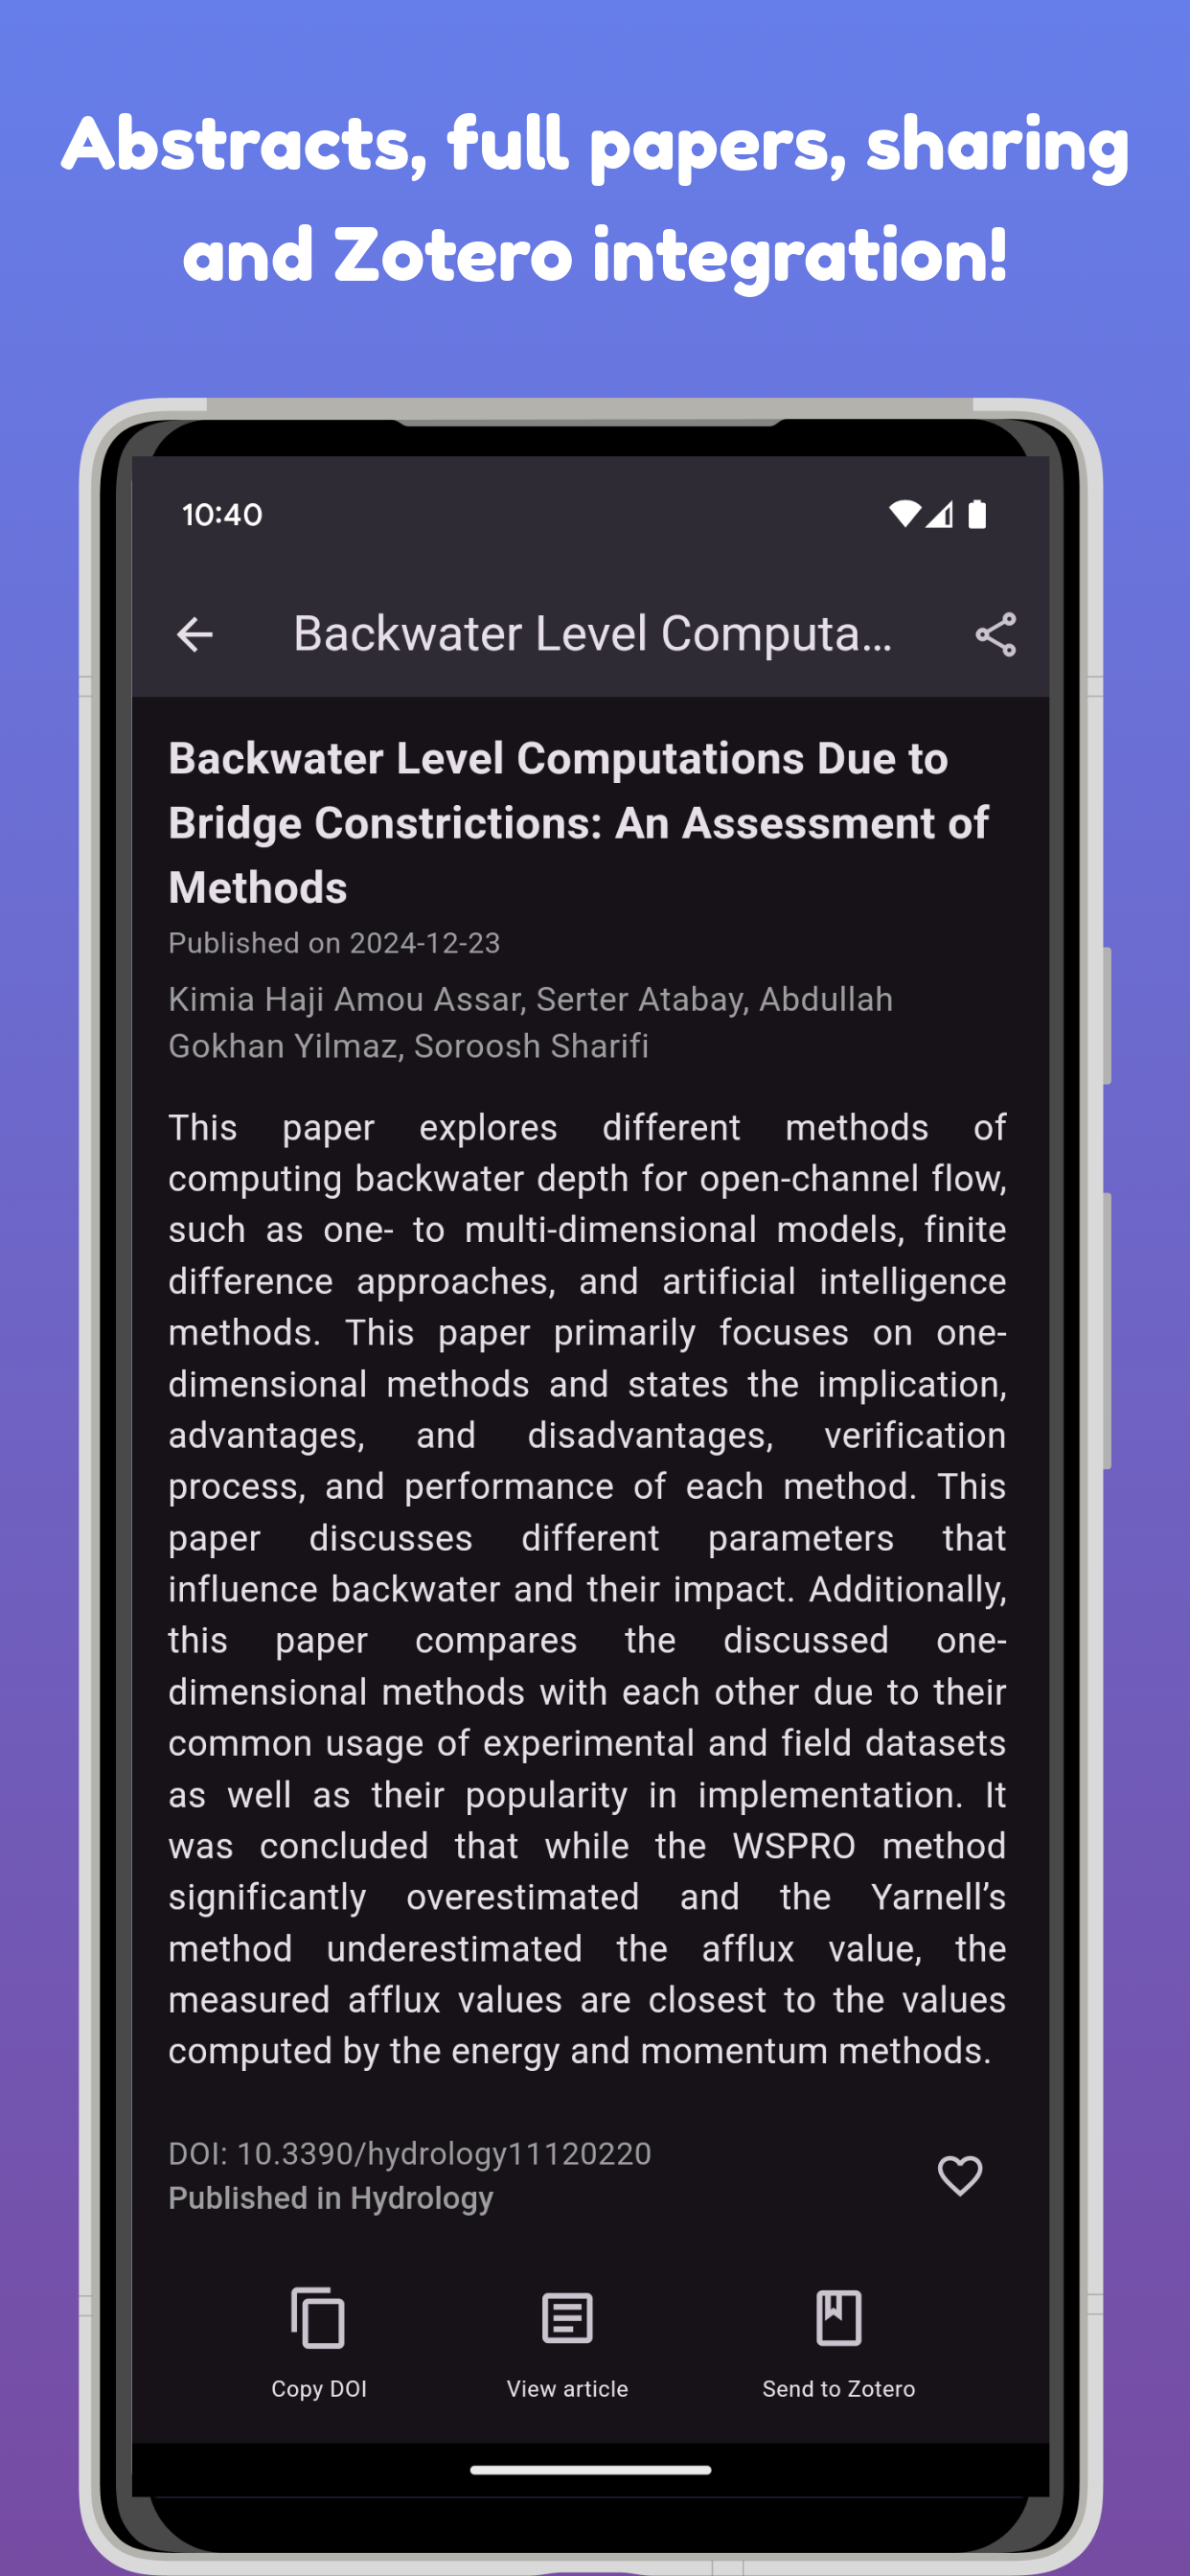 Abstracts, full papers, sharing
and Zotero integration!
10:40
Backwater Level Computa...
Backwater Level Computations Due to
Bridge Constrictions: An Assessment of
Methods
Published on 2024-12-23
Kimia Haji Amou Assar, Serter Atabay, Abdullah
Gokhan Yilmaz, Soroosh Sharifi
This paper explores different methods of
computing backwater depth for open-channel flow,
such as one- to multi-dimensional models, finite
difference approaches, and artificial intelligence
methods. This paper primarily focuses on one-
dimensional methods and states the implication,
advantages, and disadvantages, verification
process, and performance of each method. This
paper discusses different parameters that
influence backwater and their impact. Additionally,
this paper compares the discussed one-
dimensional methods with each other due to their
common usage of experimental and field datasets
as well as their popularity in implementation. It
was concluded that while the WSPRO method
significantly overestimated and the Yarnell’s
method underestimated the afflux value, the
measured afflux values are closest to the values
computed by the energy and momentum methods.
DOI: 10.3390/hydrology11120220
Published in Hydrology
Copy DOI
View article
Send to Zotero